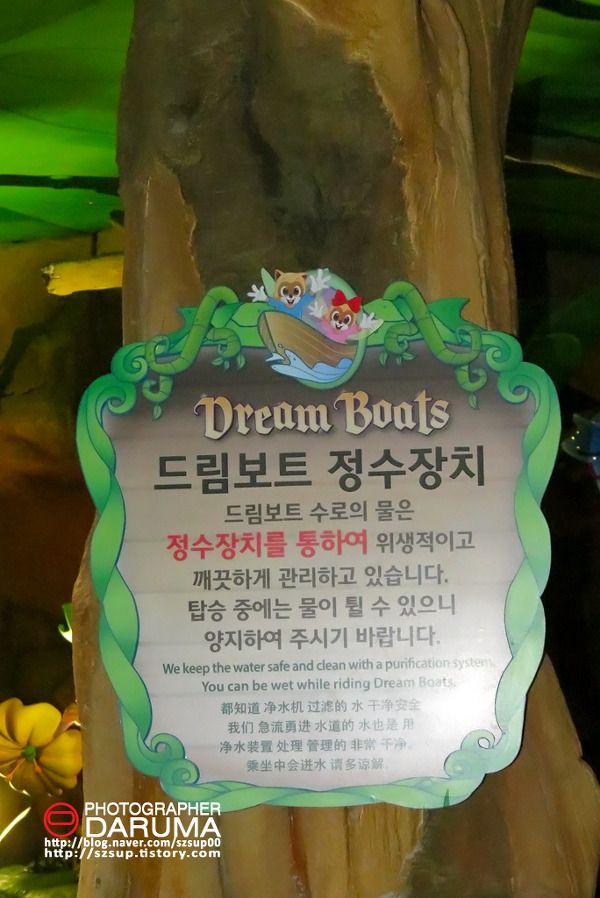 Dream Boats
드림보트 정수장치
드림보트 수로의 물은
정수장치를 통하여 위생적이고
깨끗하게 관리하고 있습니다.
탑승 중에는 물이 튈 수 있으니
양지하여 주시기 바랍니다.
We keep the water safe and clean with a purification system.
You can be wet while riding Dream Boats.
都知道 净水机 过滤的 水 干净安全
我们 急流勇进 水道的 水也是 用
净水装置 处理 管理的 非常 干净。
乘坐中会进水 请多谅解。
PHOTOGRAPHER
DARUMA
http://blog.naver.com/szsup00
http://szsup.tistory.com